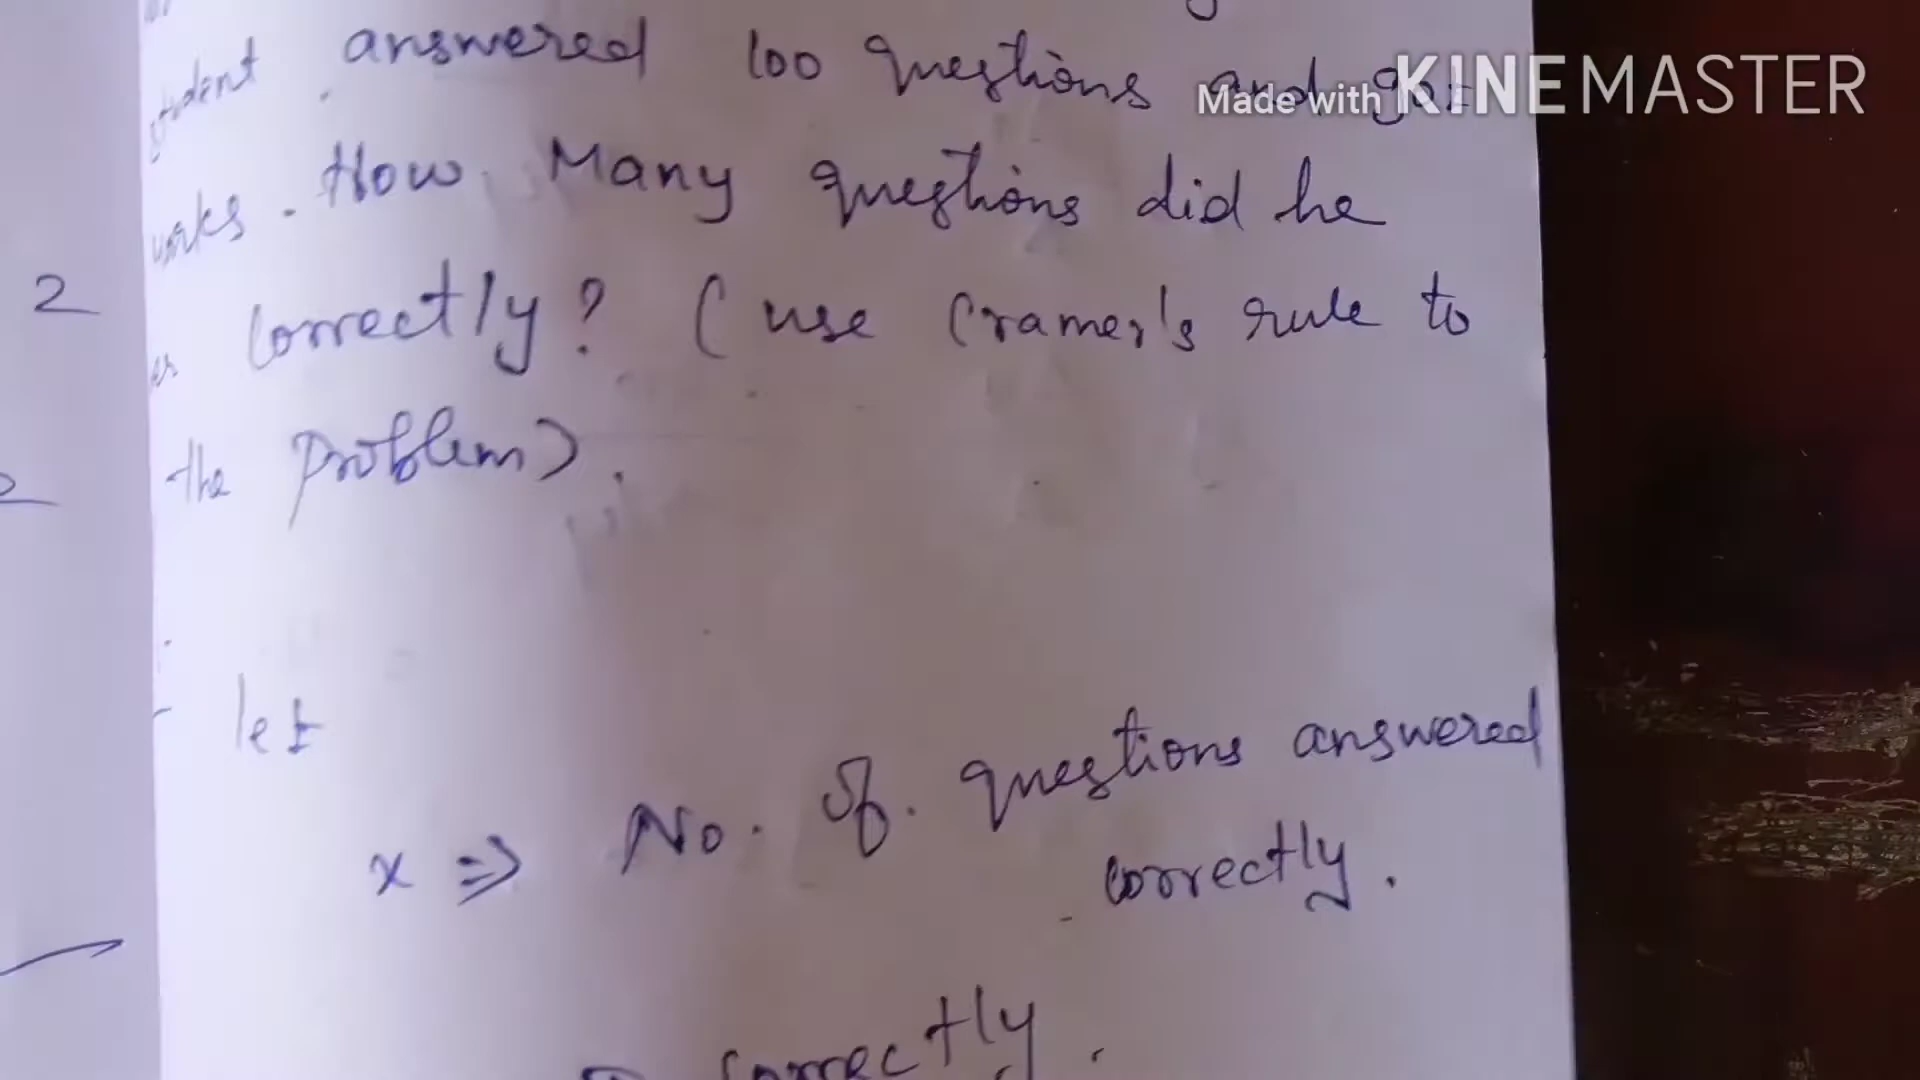 student answered 100 questions and got
Made with KINEMASTER
marks. How Many questions did he
2
correctly? (use Cramer's rule to
the problem).
let
x => No. of questions answered
correctly.
correctly.